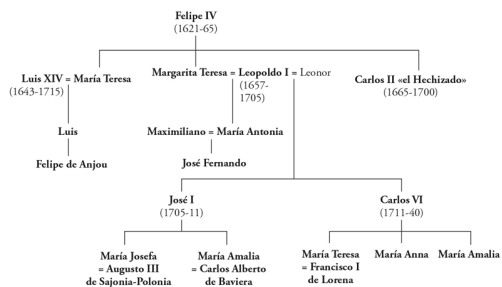 Felipe IV
(1621-65)
Luis XIV = María Teresa
(1643-1715)
Margarita Teresa = Leopoldo I = Leonor
(1657-
1705)
Carlos II «el Hechizado»
(1665-1700)
Luis
Maximiliano = María Antonia
Felipe de Anjou
José Fernando
José I
(1705-11)
Carlos VI
(1711-40)
María Josefa
= Augusto III
de Sajonia-Polonia
María Amalia
= Carlos Alberto
de Baviera
María Teresa
= Francisco I
de Lorena
María Anna
María Amalia